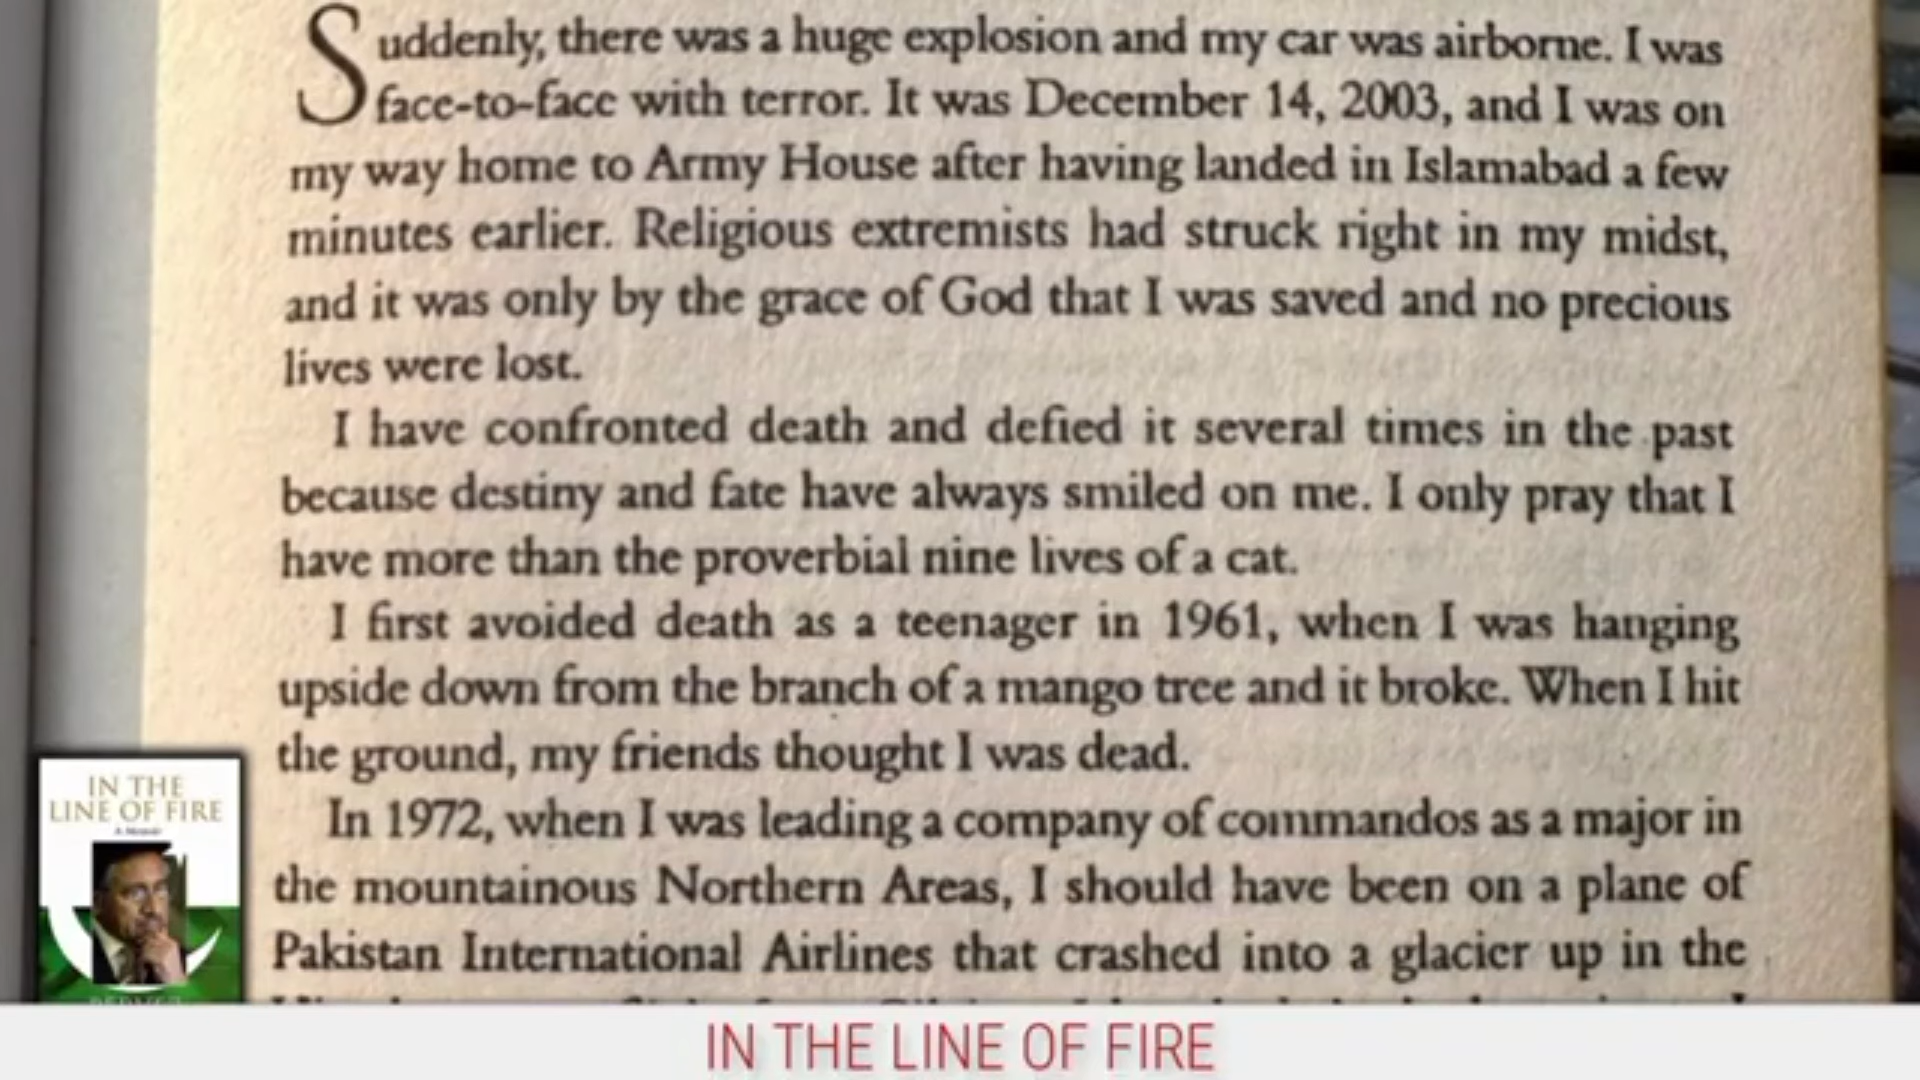 Suddenly, there was a huge explosion and my car was airborne. I was
face-to-face with terror. It was December 14, 2003, and I was on
my way home to Army House after having landed in Islamabad a few
minutes earlier. Religious extremists had struck right in my midst,
and it was only by the grace of God that I was saved and no precious
lives were lost.
I have confronted death and defied it several times in the past
because destiny and fate have always smiled on me. I only pray that I
have more than the proverbial nine lives of a cat.
I first avoided death as a teenager in 1961, when I was hanging
upside down from the branch of a mango tree and it broke. When I hit
the ground, my friends thought I was dead.
In 1972, when I was leading a company of commandos as a major in
the mountainous Northern Areas, I should have been on a plane of
Pakistan International Airlines that crashed into a glacier up in the
IN THE
LINE OF FIRE
IN THE LINE OF FIRE